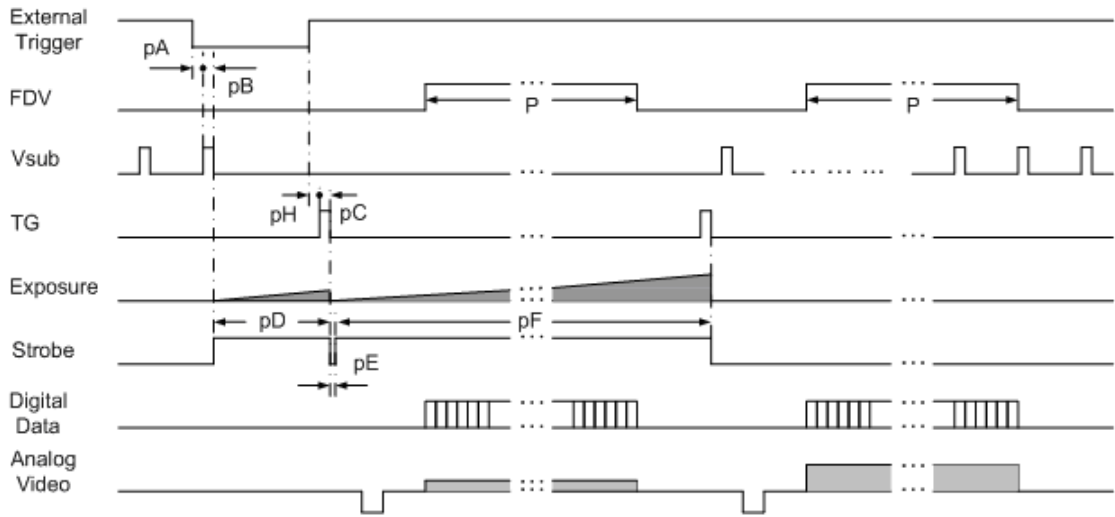 External
Trigger
pA
pB
FDV
P
P
Vsub
TG
pH
pC
Exposure
pD
pF
Strobe
pE
Digital
Data
Analog
Video